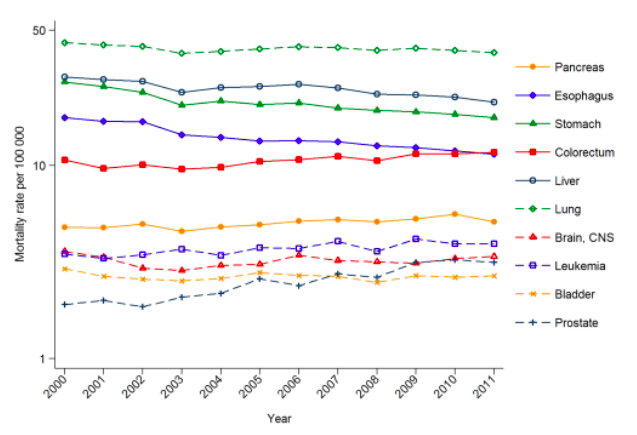 Mortality rate per 100 000
50
10
1
2000 2001 2002 2003 2004 2005 2006 2007 2008 2009 2010 2011
Year
Pancreas
Esophagus
Stomach
Colorectum
Liver
Lung
Brain, CNS
Leukemia
Bladder
Prostate